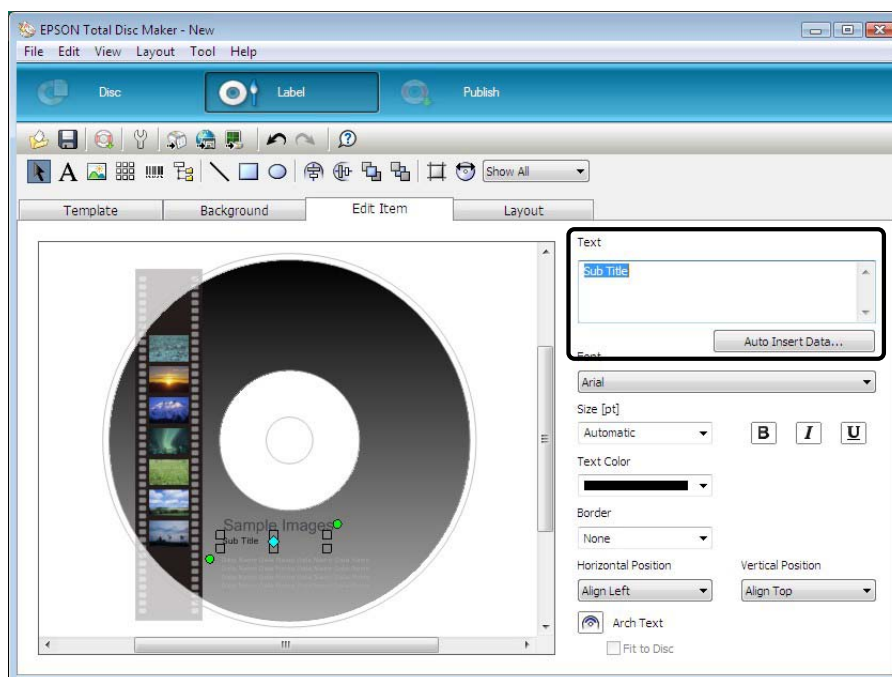 EPSON Total Disc Maker - New
File Edit View Layout Tool Help
Disc Label Publish
A Show All
Template Background Edit Item Layout
Text
Sub Title
Auto Insert Data...
Font
Arial
Size [pt]
Automatic B I U
Text Color
Border
None
Horizontal Position Vertical Position
Align Left Align Top
Arch Text
Fit to Disc
Sample Images
Sub Title